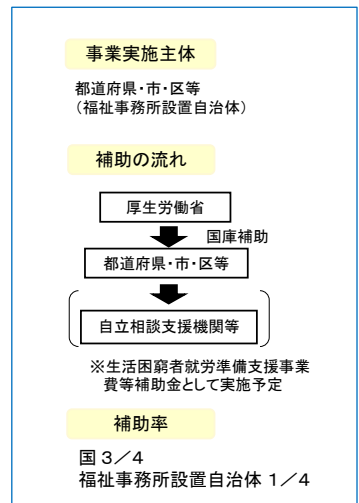 事業実施主体
都道府県・市・区等
(福祉事務所設置自治体)
補助の流れ
厚生労働省
国庫補助
都道府県・市・区等
自立相談支援機関等
※生活困窮者就労準備支援事業
費等補助金として実施予定
補助率
国 3/4
福祉事務所設置自治体 1/4